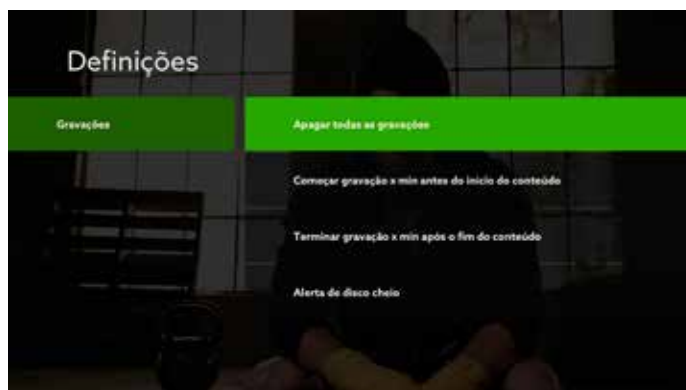 Definições
Gravações
Apagar todas as gravações
Começar gravação x min antes do início do conteúdo
Terminar gravação x min após o fim do conteúdo
Alerta de disco cheio